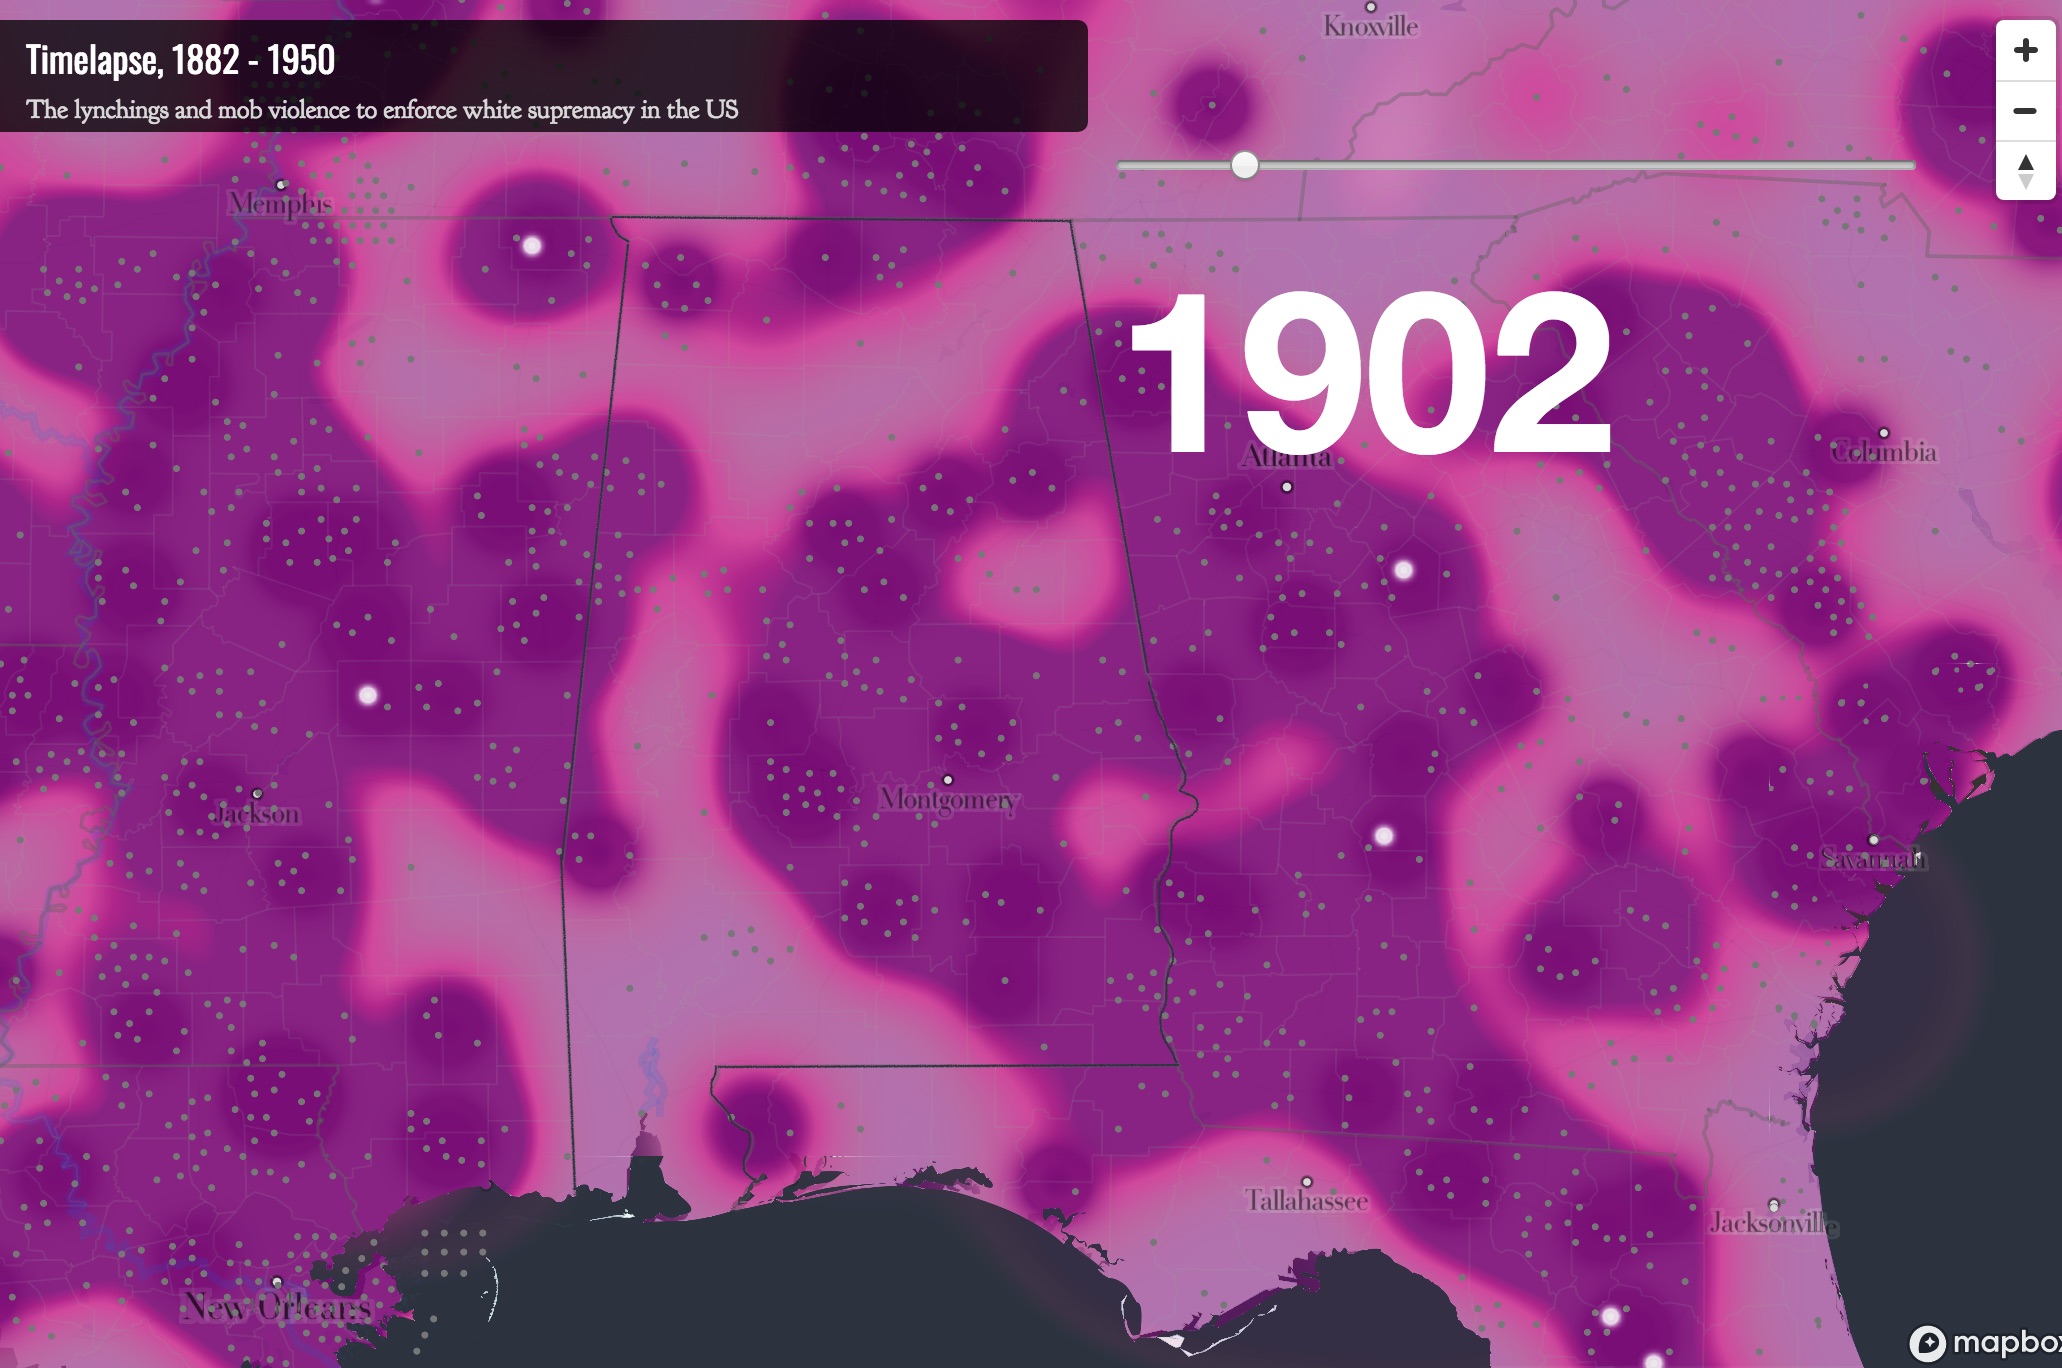 Knoxville
Timelapse, 1882 - 1950
The lynchings and mob violence to enforce white supremacy in the US
Memphis
1902
Atlanta
Columbia
Montgomery
Jackson
Savannah
Tallahassee
Jacksonville
New Orleans
mapbox